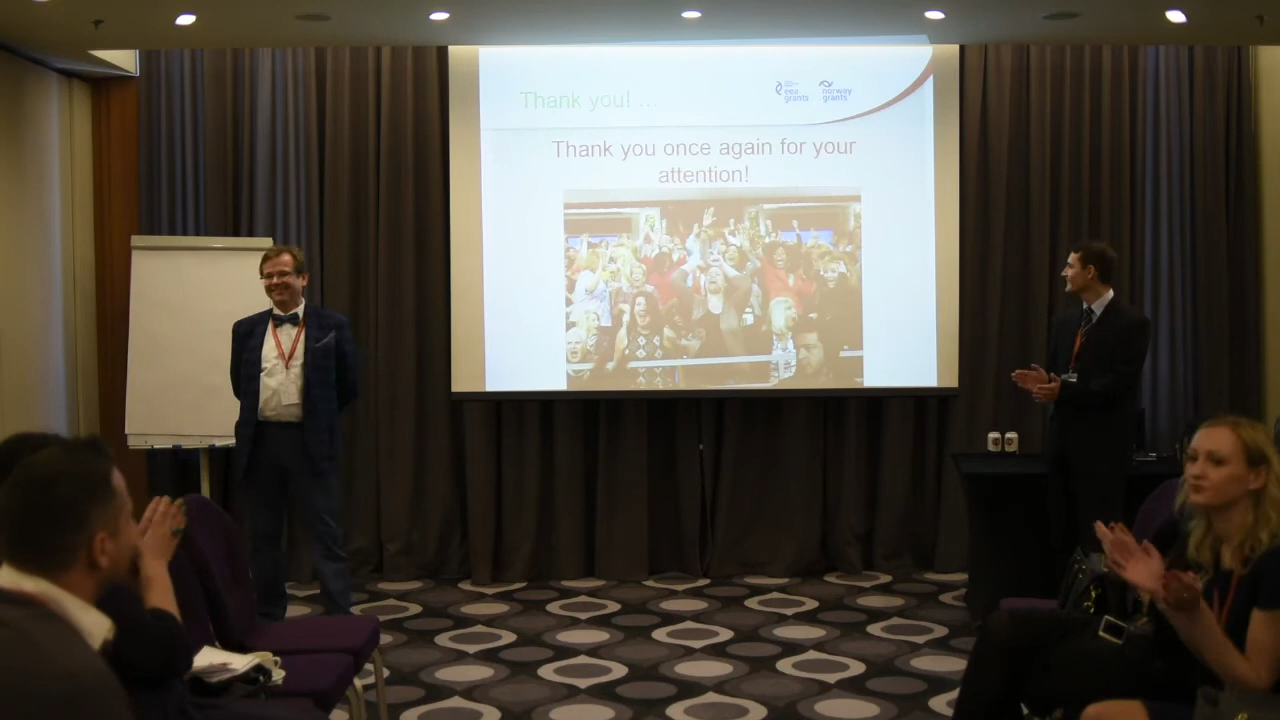 Thank you! ...
eea
grants
norway
grants
Thank you once again for your
attention!